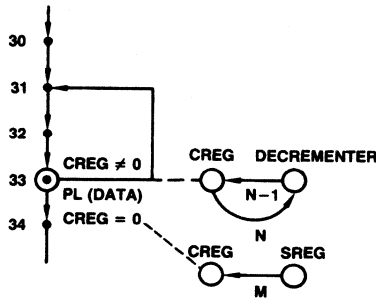 30
31
32
CREG ≠ 0
CREG
DECREMENTER
33
N−1
PL (DATA)
34
CREG = 0
N
CREG
SREG
M